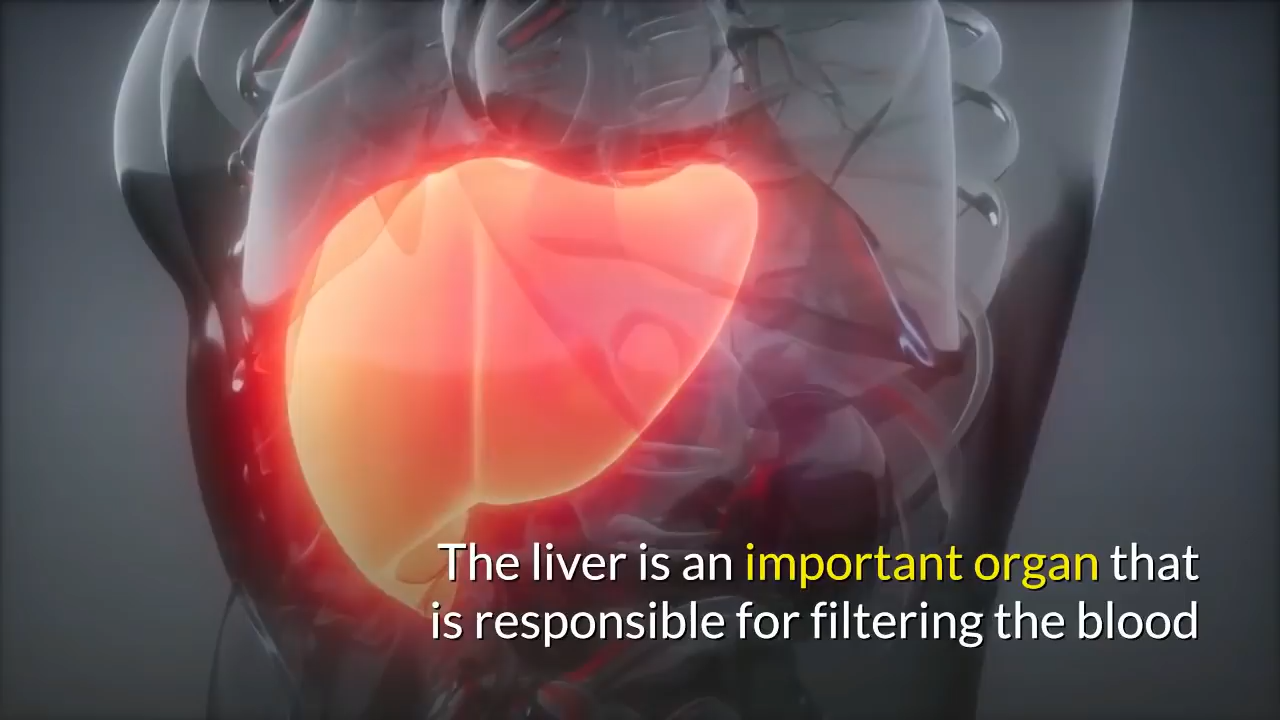 The liver is an important organ that
is responsible for filtering the blood